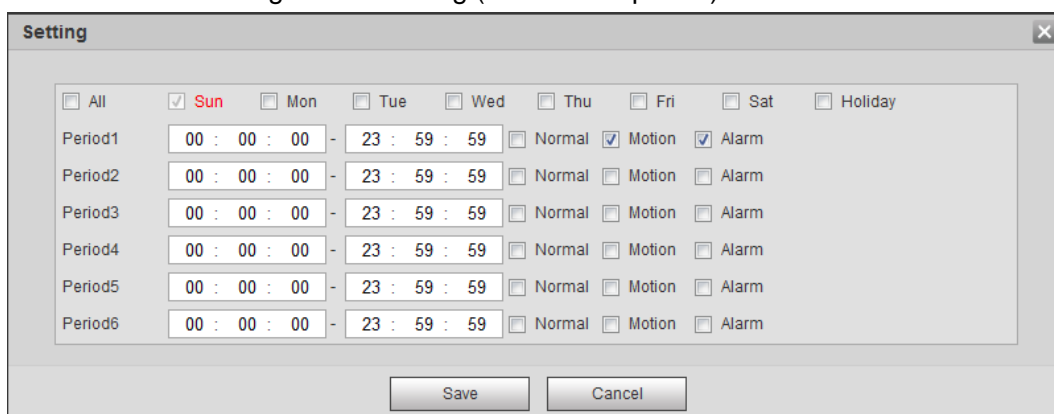 Setting
All Sun Mon Tue Wed Thu Fri Sat Holiday
Period1 00 : 00 : 00 - 23 : 59 : 59 Normal Motion Alarm
Period2 00 : 00 : 00 - 23 : 59 : 59 Normal Motion Alarm
Period3 00 : 00 : 00 - 23 : 59 : 59 Normal Motion Alarm
Period4 00 : 00 : 00 - 23 : 59 : 59 Normal Motion Alarm
Period5 00 : 00 : 00 - 23 : 59 : 59 Normal Motion Alarm
Period6 00 : 00 : 00 - 23 : 59 : 59 Normal Motion Alarm
Save Cancel